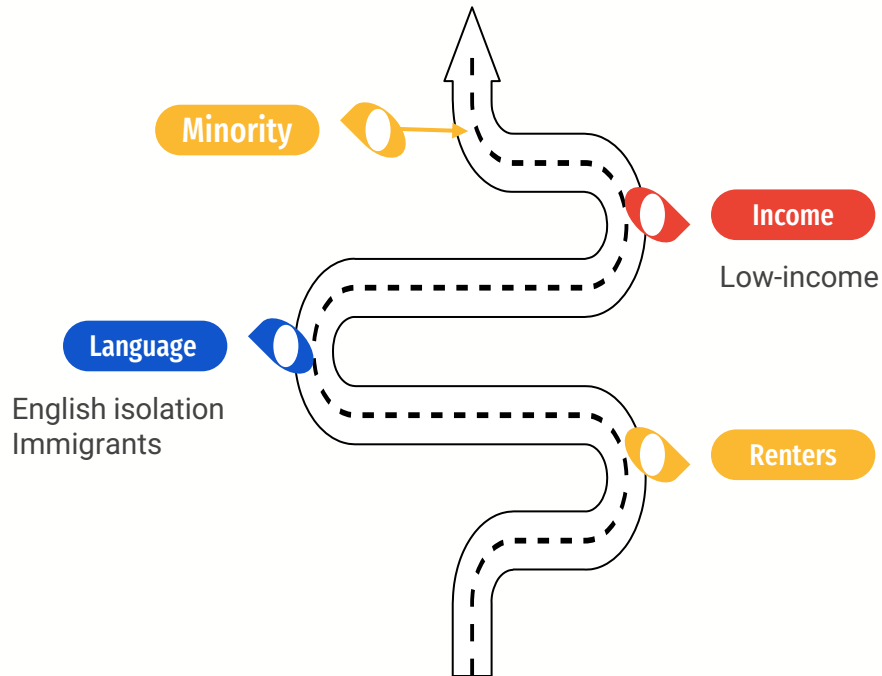 Minority
Income
Low-income
Language
English isolation
Immigrants
Renters